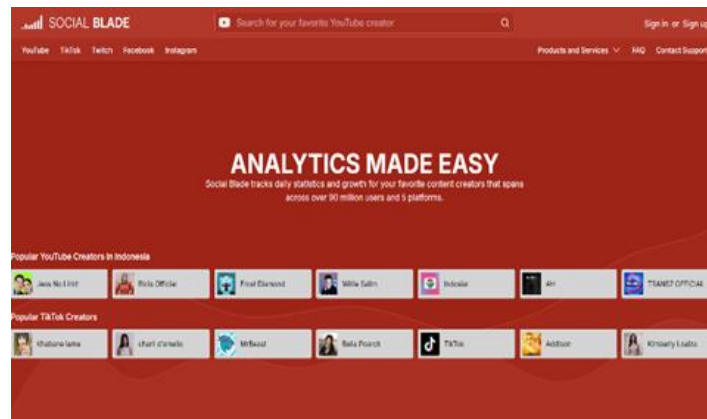 SOCIAL BLADE
Search for your favorite YouTube creator
Sign in or Sign up
YouTube TikTok Twitch Facebook Instagram
Products and Services FAQ Contact Support
ANALYTICS MADE EASY
Social Blade tracks daily statistics and growth for your favorite content creators that spans
across over 90 million users and 5 platforms.
Popular YouTube Creators in Indonesia
Jess No Limit Ricis Official Frost Diamond Willie Salim Indosiar AH TRANS7 OFFICIAL
Popular TikTok Creators
Khabane lame charli d'amelio MrBeast Bella Poarch TikTok Addison Kimberly Loaiza